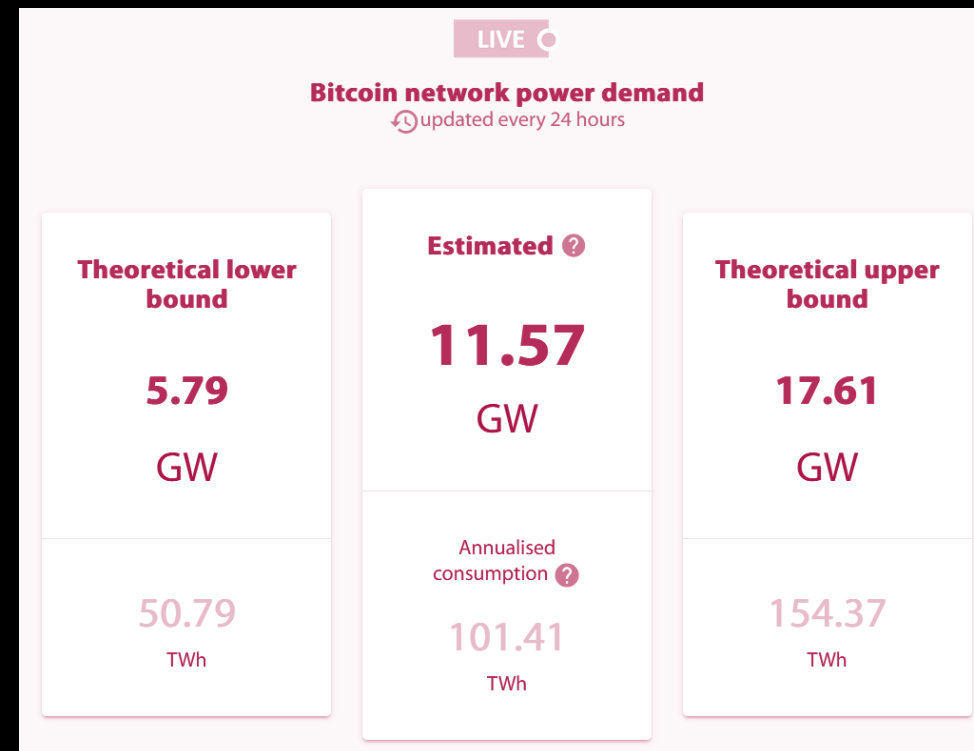 LIVE
Bitcoin network power demand
updated every 24 hours
Theoretical lower
bound
5.79
GW
50.79
TWh
Estimated ?
11.57
GW
Annualised
consumption ?
101.41
TWh
Theoretical upper
bound
17.61
GW
154.37
TWh